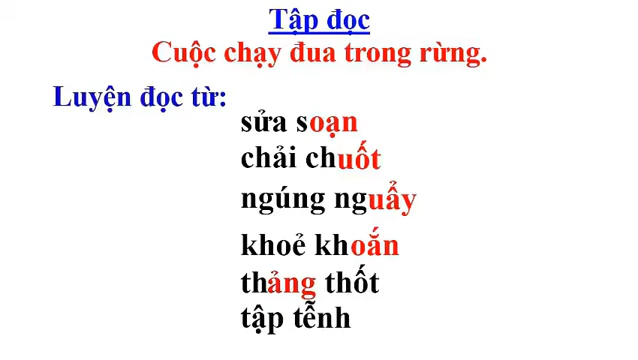 Tập đọc
Cuộc chạy đua trong rừng.
Luyện đọc từ:
sửa soạn
chải chuốt
ngúng nguẩy
khoẻ khoắn
thảng thốt
tập tễnh